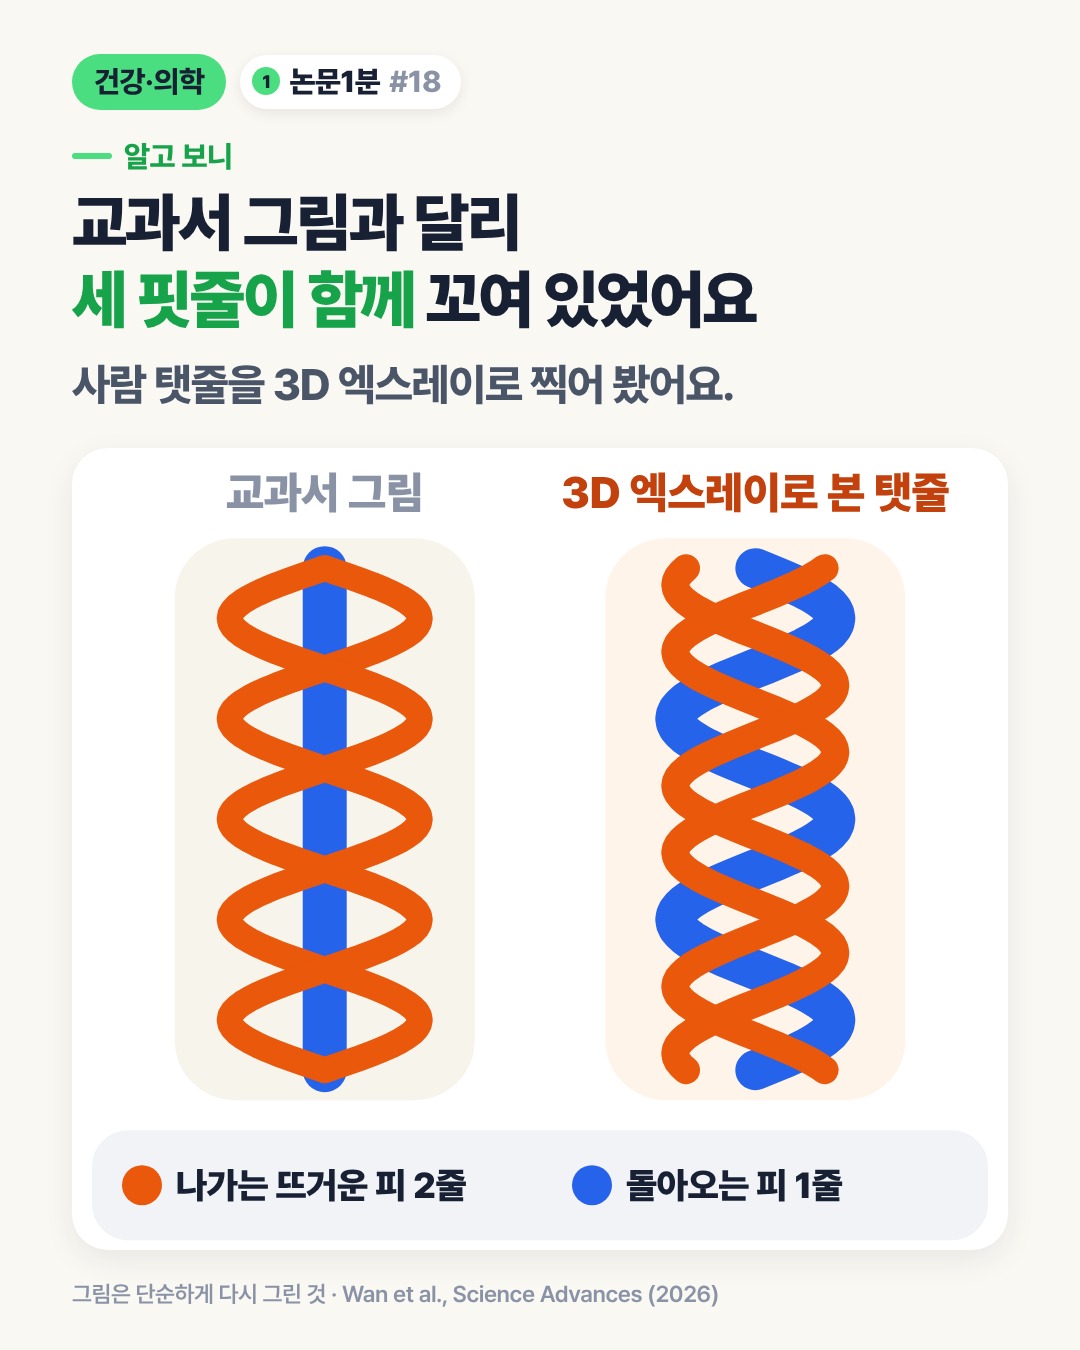 건강·의학
1 논문1분 #18
알고 보니
교과서 그림과 달리
세 핏줄이 함께 꼬여 있었어요
사람 탯줄을 3D 엑스레이로 찍어 봤어요.
교과서 그림
3D 엑스레이로 본 탯줄
나가는 뜨거운 피 2줄
돌아오는 피 1줄
그림은 단순하게 다시 그린 것 · Wan et al., Science Advances (2026)